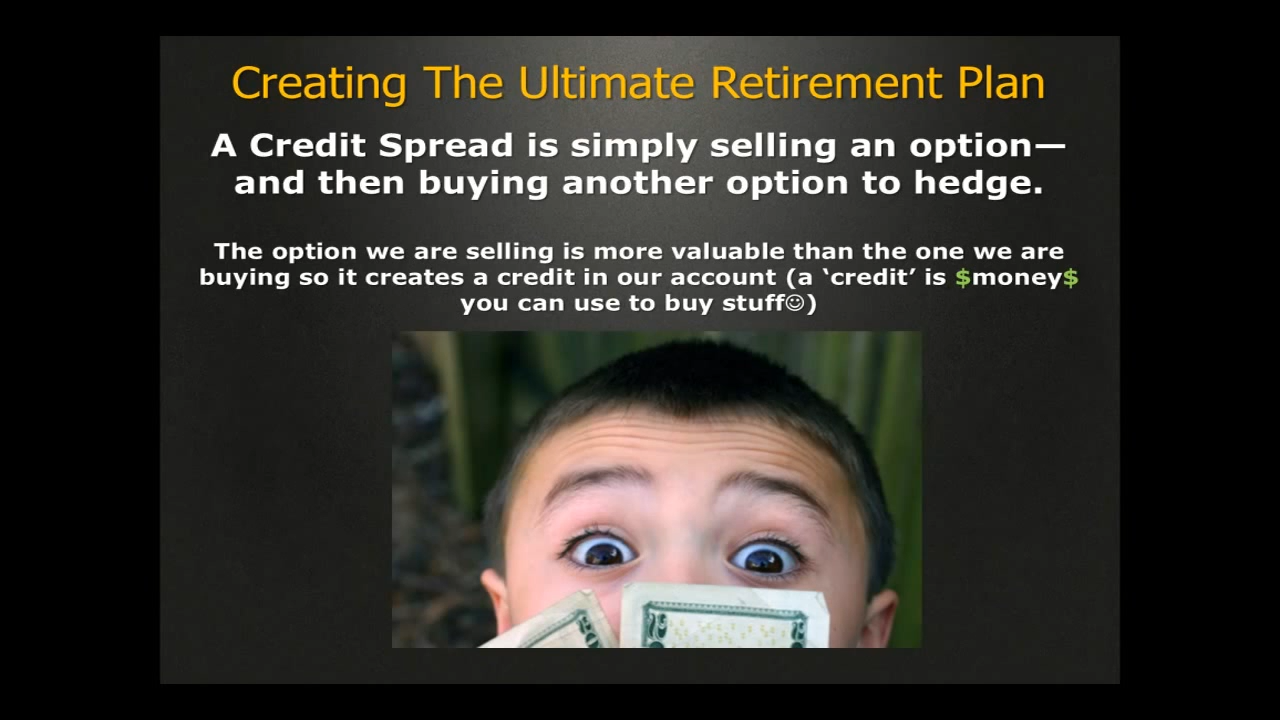 Creating The Ultimate Retirement Plan
A Credit Spread is simply selling an option—
and then buying another option to hedge.
The option we are selling is more valuable than the one we are
buying so it creates a credit in our account (a ‘credit’ is $money$
you can use to buy stuff☺)
20
20